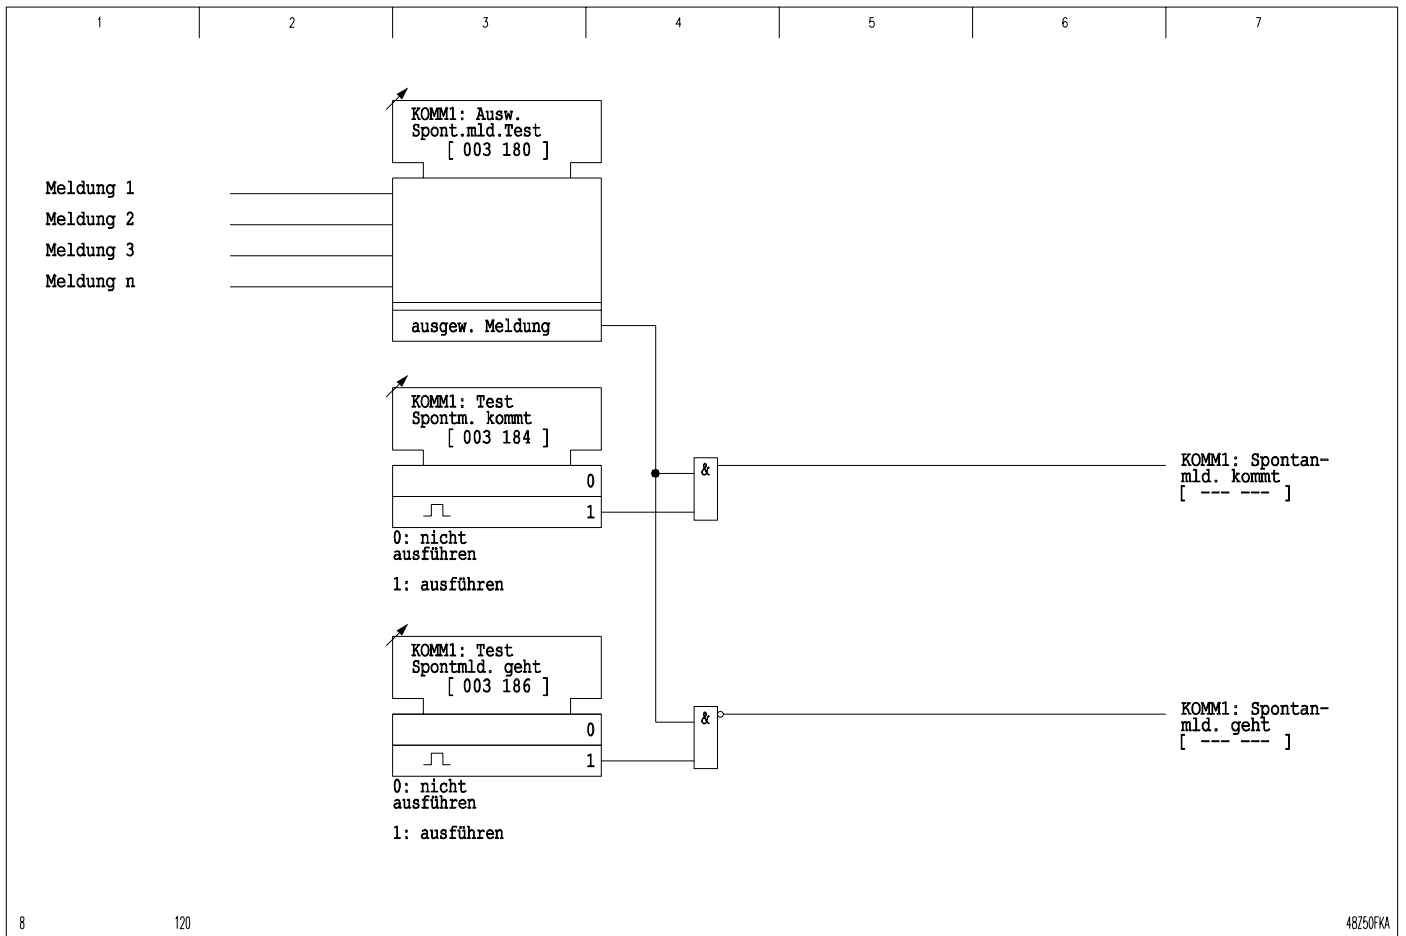 1 2 3 4 5 6 7
KOMM1: Ausw.
Spont.mld.Test
[ 003 180 ]
Meldung 1
Meldung 2
Meldung 3
Meldung n
ausgew. Meldung
KOMM1: Test
Spontm. kommt
[ 003 184 ]
0
1
0: nicht
ausführen
1: ausführen
&
KOMM1: Spontan-
mld. kommt
[ --- --- ]
KOMM1: Test
Spontmld. geht
[ 003 186 ]
0
1
0: nicht
ausführen
1: ausführen
&
KOMM1: Spontan-
mld. geht
[ --- --- ]
8 120 48Z50FKA